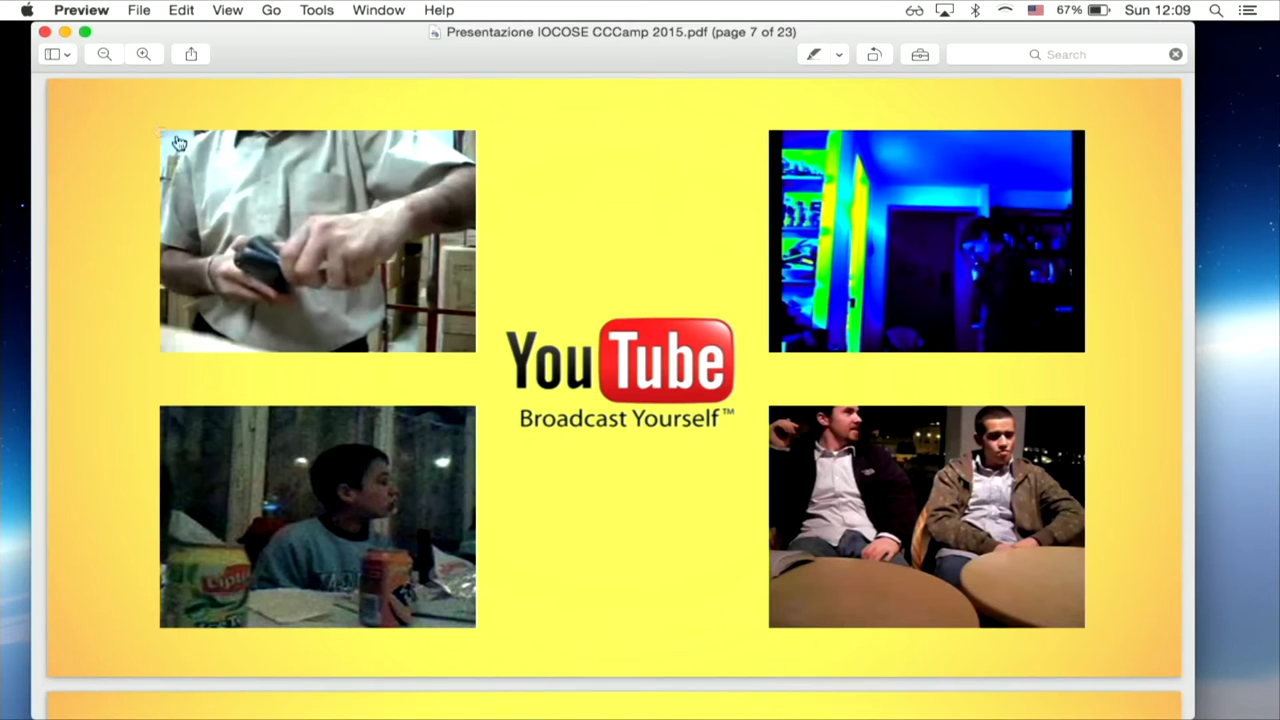 Preview File Edit View Go Tools Window Help 67% Sun 12:09
Presentazione IOCOSE CCCamp 2015.pdf (page 7 of 23)
Search
YouTube
Broadcast Yourself™
Lipton